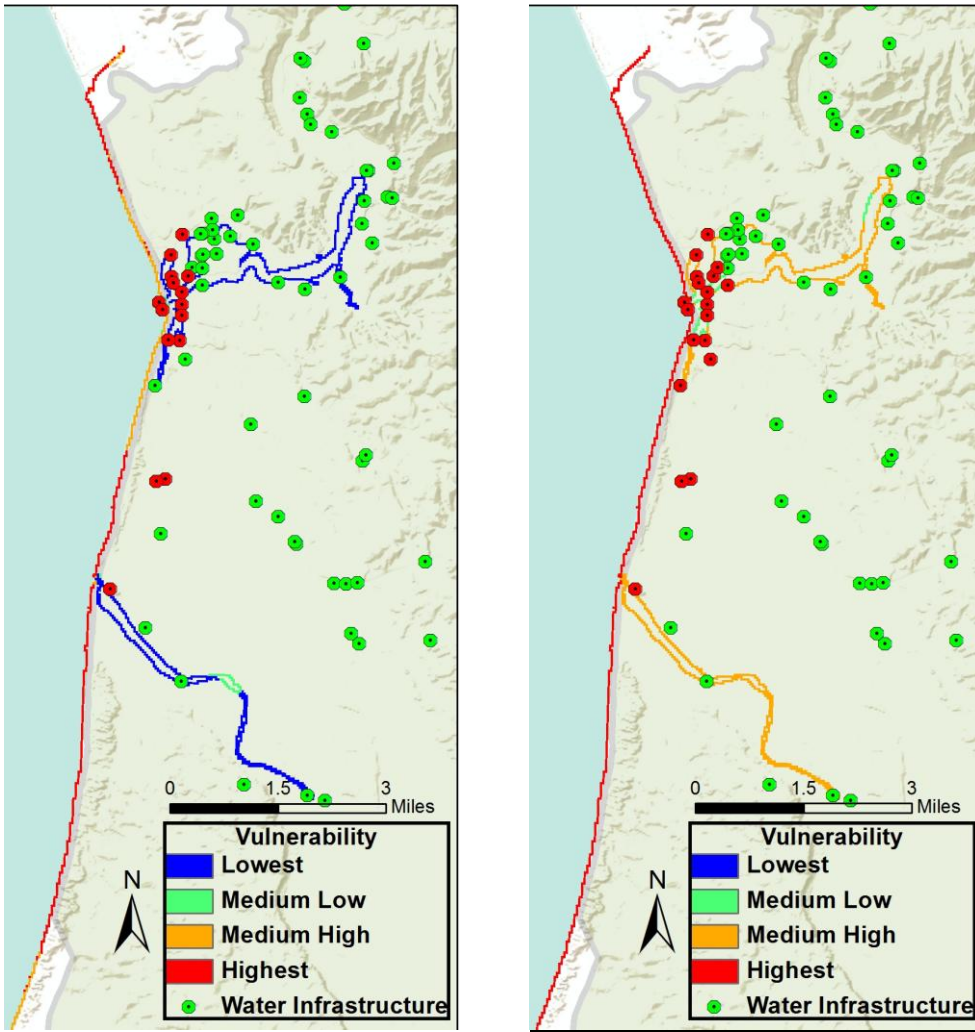 0 1.5 3
Miles
Vulnerability
Lowest
Medium Low
Medium High
Highest
Water Infrastructure
N
0 1.5 3
Miles
Vulnerability
Lowest
Medium Low
Medium High
Highest
Water Infrastructure
N